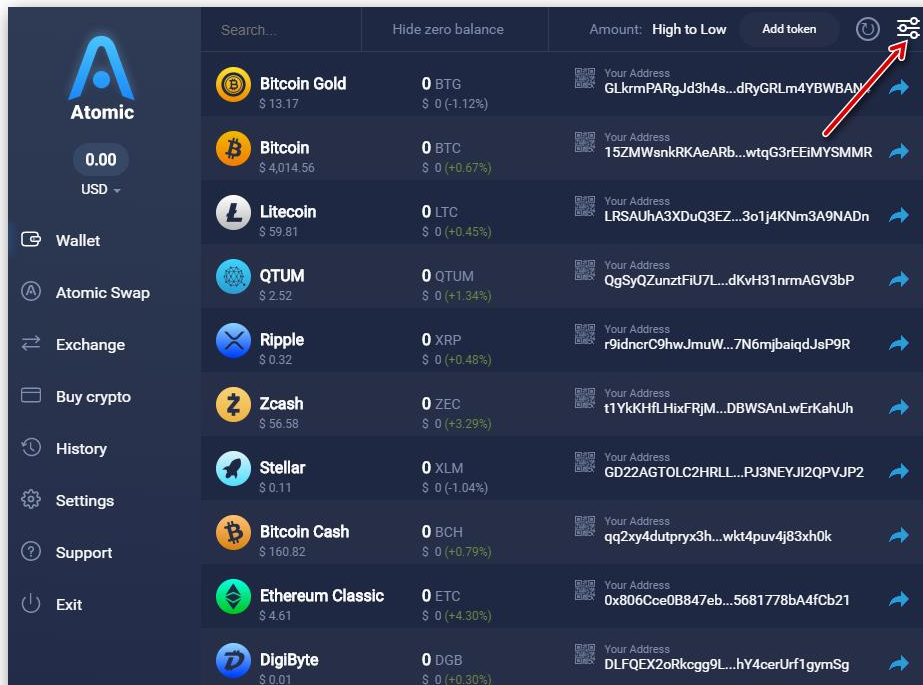 Atomic
0.00
USD
Wallet
Atomic Swap
Exchange
Buy crypto
History
Settings
Support
Exit
Search...
Hide zero balance
Amount: High to Low
Add token
Bitcoin Gold 0 BTG Your Address
$ 13.17 $ 0 (-1.12%) GLkrmPARgJd3h4s...dRyGRLm4YBWBAN
Bitcoin 0 BTC Your Address
$ 4,014.56 $ 0 (+0.67%) 15ZMWsnkRKAeARb...wtqG3rEEiMYSMMR
Litecoin 0 LTC Your Address
$ 59.81 $ 0 (+0.45%) LRSAUhA3XDuQ3EZ...3o1j4KNm3A9NADn
QTUM 0 QTUM Your Address
$ 2.52 $ 0 (+1.34%) QgSyQZunztFiU7L...dKvH31nrmAGV3bP
Ripple 0 XRP Your Address
$ 0.32 $ 0 (+0.48%) r9idncrC9hwJmuW...7N6mjbaiqdJsP9R
Zcash 0 ZEC Your Address
$ 56.58 $ 0 (+3.29%) t1YkKHfLHixFRjM...DBWSAnLwErKahUh
Stellar 0 XLM Your Address
$ 0.11 $ 0 (-1.04%) GD22AGTOLC2HRLL...PJ3NEYJI2QPVJP2
Bitcoin Cash 0 BCH Your Address
$ 160.82 $ 0 (+0.79%) qq2xy4dutpryx3h...wkt4puv4j83xh0k
Ethereum Classic 0 ETC Your Address
$ 4.61 $ 0 (+4.30%) 0x806Cce0B847eb...5681778bA4fCb21
DigiByte 0 DGB Your Address
$ 0.01 $ 0 (+0.30%) DLFQEX2oRkcgg9L...hY4cerUrf1gymSg